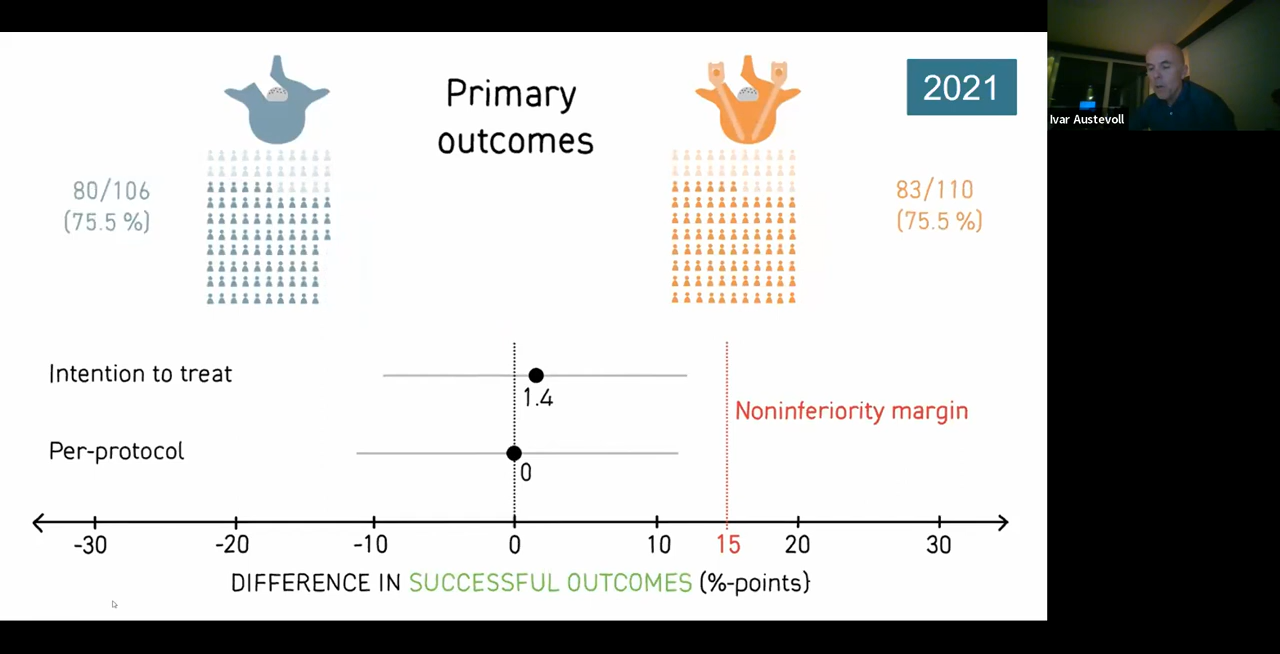 Primary
outcomes
2021
Ivar Austevoll
80/106
(75.5 %)
83/110
(75.5 %)
Intention to treat
1.4
Noninferiority margin
Per-protocol
0
-30
-20
-10
0
10
15
20
30
DIFFERENCE IN SUCCESSFUL OUTCOMES (%-points}